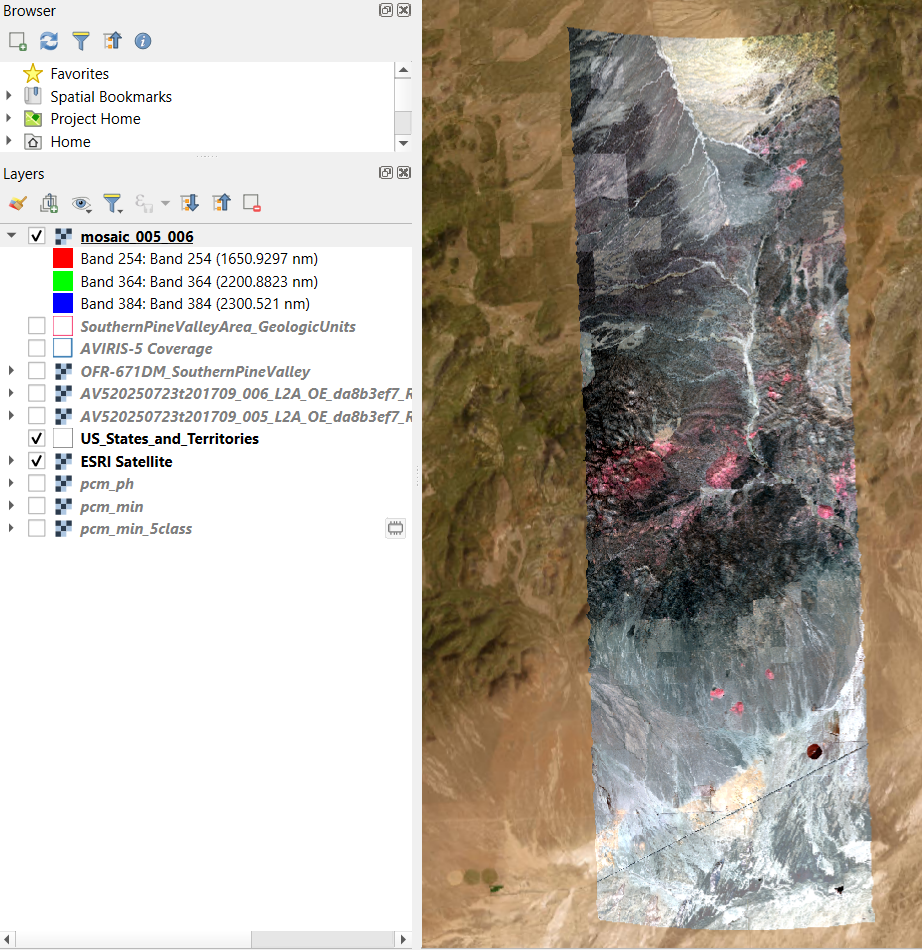 Browser
Favorites
Spatial Bookmarks
Project Home
Home
Layers
mosaic_005_006
Band 254: Band 254 (1650.9297 nm)
Band 364: Band 364 (2200.8823 nm)
Band 384: Band 384 (2300.521 nm)
SouthernPineValleyArea_GeologicUnits
AVIRIS-5 Coverage
OFR-671DM_SouthernPineValley
AV520250723t201709_006_L2A_OE_da8b3ef7_R
AV520250723t201709_005_L2A_OE_da8b3ef7_R
US_States_and_Territories
ESRI Satellite
pcm_ph
pcm_min
pcm_min_5class